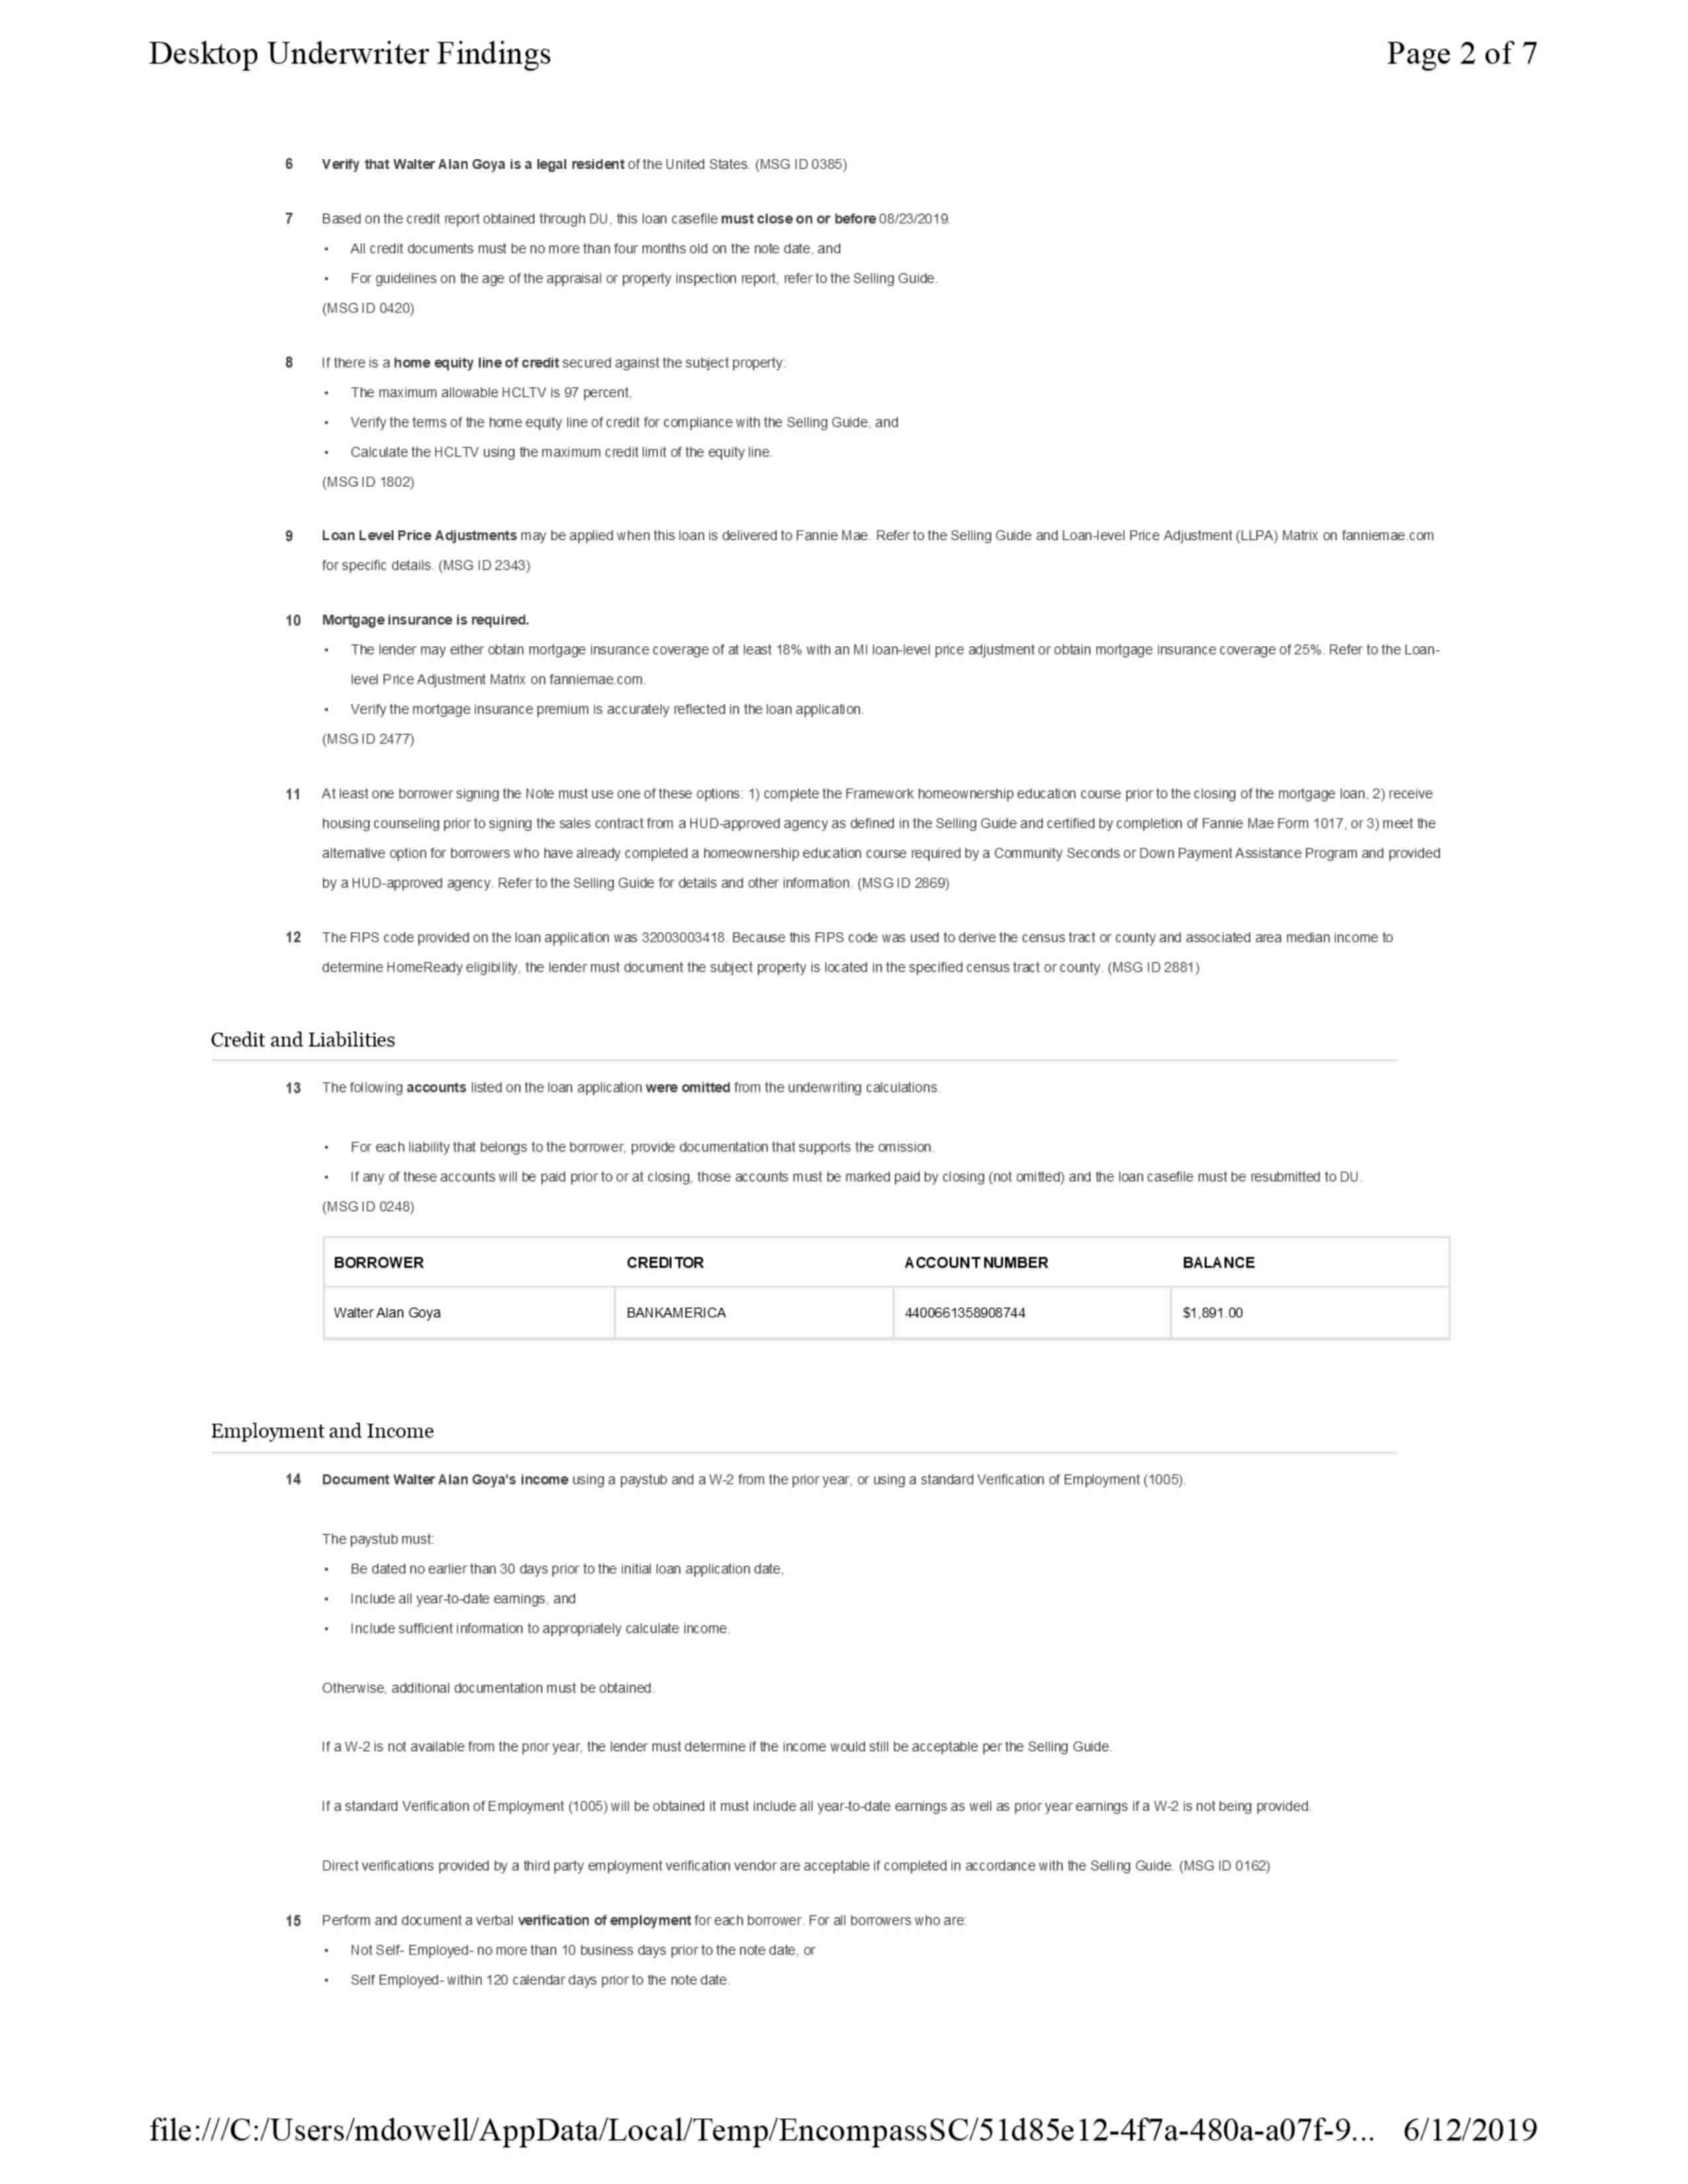 Desktop Underwriter Findings Page 2 of 7
6 Verify that Walter Alan Goya is a legal resident of the United States. (MSG ID 0385)
7 Based on the credit report obtained through DU, this loan casefile must close on or before 08/23/2019.
• All credit documents must be no more than four months old on the note date, and
• For guidelines on the age of the appraisal or property inspection report, refer to the Selling Guide.
(MSG ID 0420)
8 If there is a home equity line of credit secured against the subject property:
• The maximum allowable HCLTV is 97 percent,
• Verify the terms of the home equity line of credit for compliance with the Selling Guide, and
• Calculate the HCLTV using the maximum credit limit of the equity line.
(MSG ID 1802)
9 Loan Level Price Adjustments may be applied when this loan is delivered to Fannie Mae. Refer to the Selling Guide and Loan-level Price Adjustment (LLPA) Matrix on fanniemae.com
for specific details. (MSG ID 2343)
10 Mortgage insurance is required.
• The lender may either obtain mortgage insurance coverage of at least 18% with an MI loan-level price adjustment or obtain mortgage insurance coverage of 25%. Refer to the Loan-
level Price Adjustment Matrix on fanniemae.com.
• Verify the mortgage insurance premium is accurately reflected in the loan application.
(MSG ID 2477)
11 At least one borrower signing the Note must use one of these options: 1) complete the Framework homeownership education course prior to the closing of the mortgage loan, 2) receive
housing counseling prior to signing the sales contract from a HUD-approved agency as defined in the Selling Guide and certified by completion of Fannie Mae Form 1017, or 3) meet the
alternative option for borrowers who have already completed a homeownership education course required by a Community Seconds or Down Payment Assistance Program and provided
by a HUD-approved agency. Refer to the Selling Guide for details and other information. (MSG ID 2869)
12 The FIPS code provided on the loan application was 32003003418. Because this FIPS code was used to derive the census tract or county and associated area median income to
determine HomeReady eligibility, the lender must document the subject property is located in the specified census tract or county. (MSG ID 2881)
Credit and Liabilities
13 The following accounts listed on the loan application were omitted from the underwriting calculations.
• For each liability that belongs to the borrower, provide documentation that supports the omission.
• If any of these accounts will be paid prior to or at closing, those accounts must be marked paid by closing (not omitted) and the loan casefile must be resubmitted to DU.
(MSG ID 0248)
BORROWER CREDITOR ACCOUNT NUMBER BALANCE
Walter Alan Goya BANKAMERICA 4400661358908744 $1,891.00
Employment and Income
14 Document Walter Alan Goya's income using a paystub and a W-2 from the prior year, or using a standard Verification of Employment (1005).
The paystub must:
• Be dated no earlier than 30 days prior to the initial loan application date,
• Include all year-to-date earnings, and
• Include sufficient information to appropriately calculate income.
Otherwise, additional documentation must be obtained.
If a W-2 is not available from the prior year, the lender must determine if the income would still be acceptable per the Selling Guide.
If a standard Verification of Employment (1005) will be obtained it must include all year-to-date earnings as well as prior year earnings if a W-2 is not being provided.
Direct verifications provided by a third party employment verification vendor are acceptable if completed in accordance with the Selling Guide. (MSG ID 0162)
15 Perform and document a verbal verification of employment for each borrower. For all borrowers who are:
• Not Self- Employed- no more than 10 business days prior to the note date, or
• Self Employed- within 120 calendar days prior to the note date.
file:///C:/Users/mdowell/AppData/Local/Temp/EncompassSC/51d85e12-4f7a-480a-a07f-9... 6/12/2019